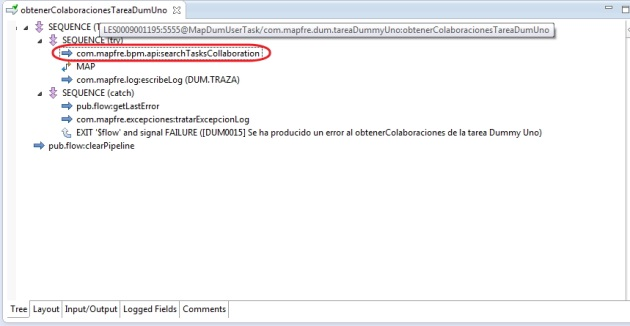 obtenerColaboracionesTareaDumUno
SEQUENCE (T
LES0009001195:5555@MapDumUserTask/com.mapfre.dum.tareaDummyUno:obtenerColaboracionesTareaDumUno
SEQUENCE (try)
com.mapfre.bpm.api:searchTasksCollaboration
MAP
com.mapfre.log:escribeLog (DUM.TRAZA)
SEQUENCE (catch)
pub.flow:getLastError
com.mapfre.excepciones:tratarExcepcionLog
EXIT '$flow' and signal FAILURE ([DUM0015] Se ha producido un error al obtenerColaboraciones de la tarea Dummy Uno)
pub.flow:clearPipeline
Tree Layout Input/Output Logged Fields Comments